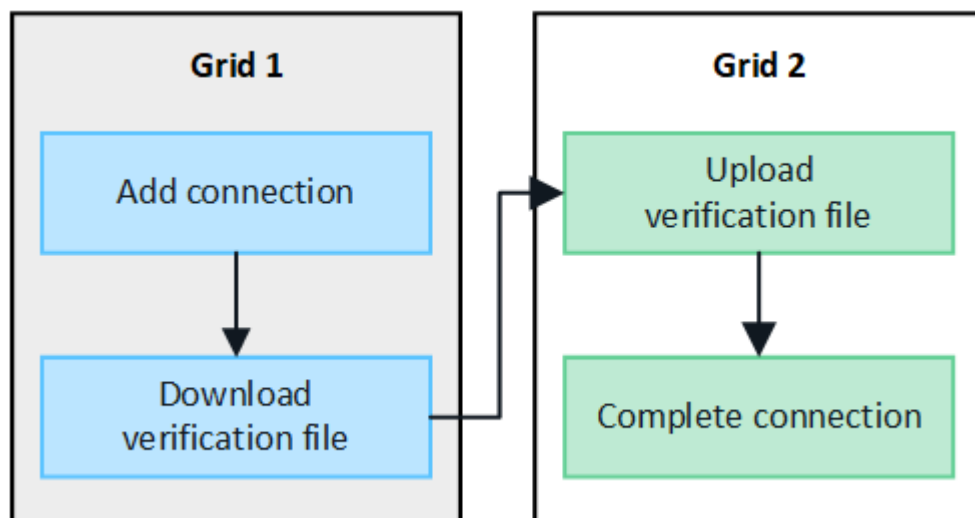 Grid 1
Add connection
Download
verification file
Grid 2
Upload
verification file
Complete connection